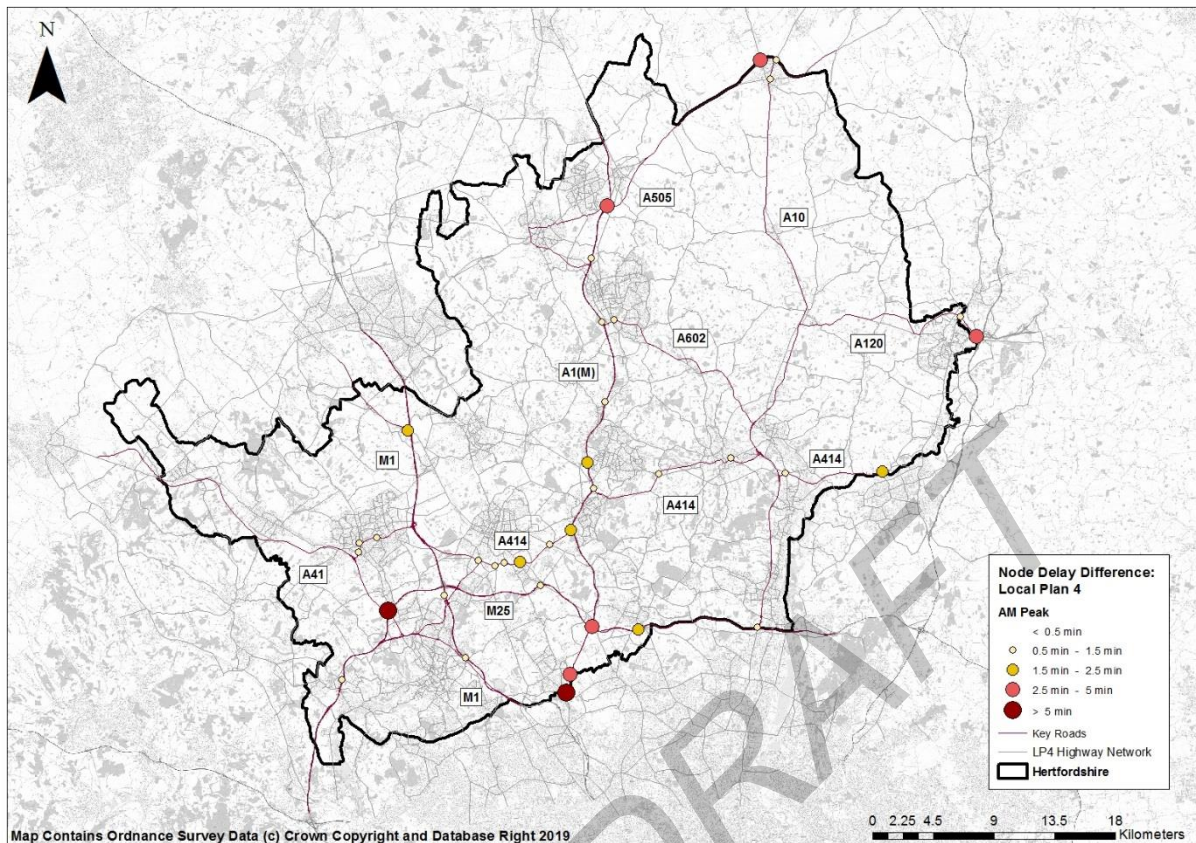 N
A505
A10
A602
A120
A1(M)
M1
A414
A414
A414
A41
M25
M1
DRAFT
Node Delay Difference:
Local Plan 4
AM Peak
< 0.5 min
0.5 min - 1.5 min
1.5 min - 2.5 min
2.5 min - 5 min
> 5 min
Key Roads
LP4 Highway Network
Hertfordshire
Map Contains Ordnance Survey Data (c) Crown Copyright and Database Right 2019
0 2.25 4.5 9 13.5 18
Kilometers